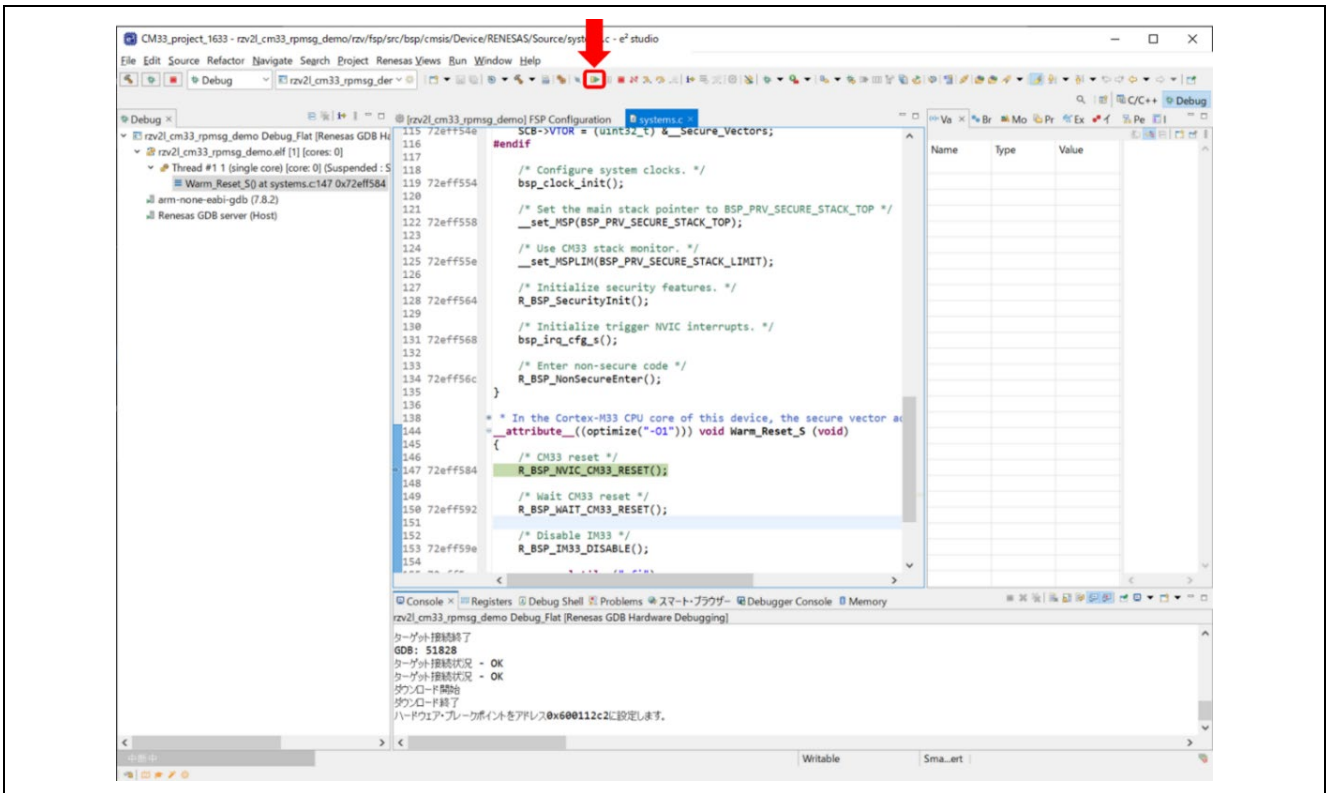 CM33_project_1633 - rzv2l_cm33_rpmsg_demo/rzv/fsp/src/bsp/cmsis/Device/RENESAS/Source/system
.c - e² studio
File Edit Source Refactor Navigate Search Project Renesas Views Run Window Help
Debug rzv2l_cm33_rpmsg_der
C/C++ Debug
Debug
rzv2l_cm33_rpmsg_demo Debug_Flat [Renesas GDB Ha
rzv2l_cm33_rpmsg_demo.elf [1] [cores: 0]
Thread #1 1 (single core) [core: 0] (Suspended : S
Warm_Reset_S() at systems.c:147 0x72eff584
arm-none-eabi-gdb (7.8.2)
Renesas GDB server (Host)
[rzv2l_cm33_rpmsg_demo] FSP Configuration systems.c
115 72eff54e SCB->VTOR = (uint32_t) &__Secure_Vectors;
116 #endif
117
118 /* Configure system clocks. */
119 72eff554 bsp_clock_init();
120
121 /* Set the main stack pointer to BSP_PRV_SECURE_STACK_TOP */
122 72eff558 __set_MSP(BSP_PRV_SECURE_STACK_TOP);
123
124 /* Use CM33 stack monitor. */
125 72eff55e __set_MSPLIM(BSP_PRV_SECURE_STACK_LIMIT);
126
127 /* Initialize security features. */
128 72eff564 R_BSP_SecurityInit();
129
130 /* Initialize trigger NVIC interrupts. */
131 72eff568 bsp_irq_cfg_s();
132
133 /* Enter non-secure code */
134 72eff56c R_BSP_NonSecureEnter();
135 }
136
138 * In the Cortex-M33 CPU core of this device, the secure vector ad
144 __attribute__((optimize("-O1"))) void Warm_Reset_S (void)
145 {
146 /* CM33 reset */
147 72eff584 R_BSP_NVIC_CM33_RESET();
148
149 /* Wait CM33 reset */
150 72eff592 R_BSP_WAIT_CM33_RESET();
151
152 /* Disable IM33 */
153 72eff59e R_BSP_IM33_DISABLE();
154
Va Br Mo Pr Ex Pe
Name Type Value
Console Registers Debug Shell Problems スマート・ブラウザー Debugger Console Memory
rzv2l_cm33_rpmsg_demo Debug_Flat [Renesas GDB Hardware Debugging]
ターゲット接続終了
GDB: 51828
ターゲット接続状況 - OK
ターゲット接続状況 - OK
ダウンロード開始
ダウンロード終了
ハードウェア・ブレークポイントをアドレス0x600112c2に設定します。
中断中 Writable Sma...ert